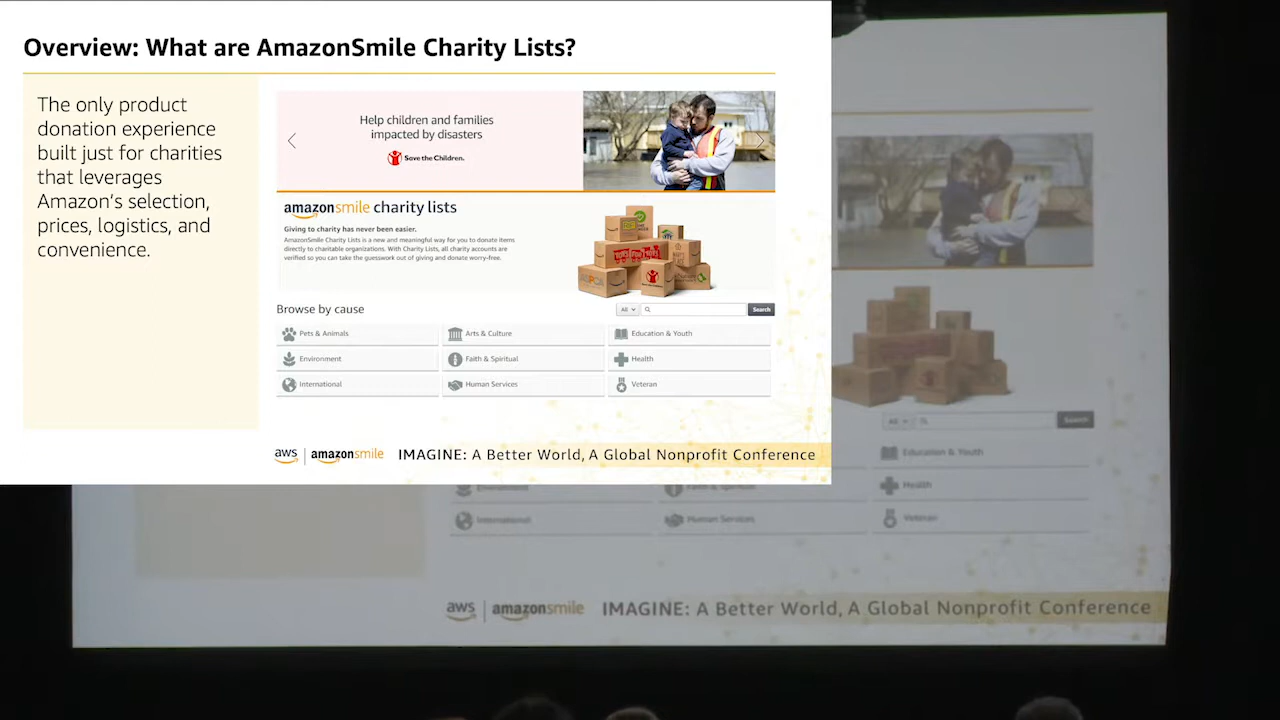 Overview: What are AmazonSmile Charity Lists?
The only product
donation experience
built just for charities
that leverages
Amazon's selection,
prices, logistics, and
convenience.
Help children and families
impacted by disasters
Save the Children.
amazonsmile charity lists
Giving to charity has never been easier.
AmazonSmile Charity Lists is a new and meaningful way for you to donate items
directly to charitable organizations. With Charity Lists, all charity accounts are
verified so you can take the guesswork out of giving and donate worry-free.
Browse by cause
All
Search
Pets & Animals
Arts & Culture
Education & Youth
Environment
Faith & Spiritual
Health
International
Human Services
Veteran
aws amazonsmile IMAGINE: A Better World, A Global Nonprofit Conference
All
Search
Education & Youth
Environment
Faith & Spiritual
Health
International
Human Services
Veteran
aws amazonsmile IMAGINE: A Better World, A Global Nonprofit Conference